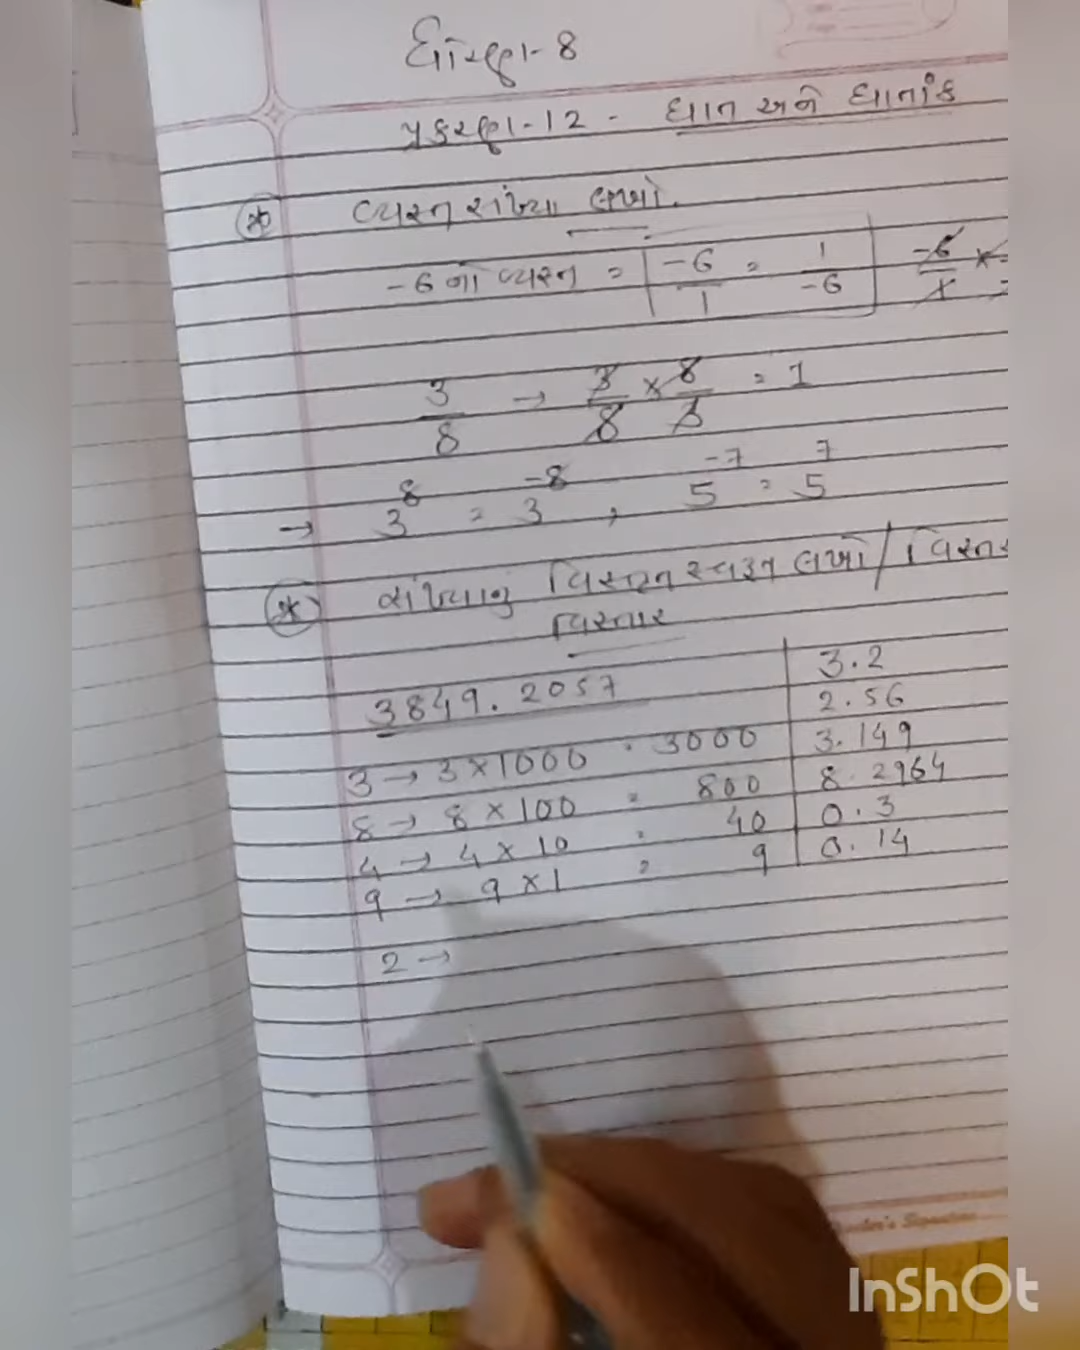 ધોરણ-8
પ્રકરણ-12 - ઘાત અને ઘાતાંક
* વ્યસ્ત સંખ્યા લખો.
-6 નો વ્યસ્ત = -6/1 = 1/-6 -6/1 ×
3/8 → 3/8 × 8/3 = 1
→ 3^8 = 3^-8 , 5^-7 = 5^7
* સંખ્યાનું વિસ્તૃત સ્વરૂપ લખો /
વિસ્તાર
3849.2057
3 → 3×1000 = 3000
8 → 8×100 = 800
4 → 4×10 = 40
9 → 9×1 = 9
2 →
3.2
2.56
3.149
8.2964
0.3
0.14
InShOt